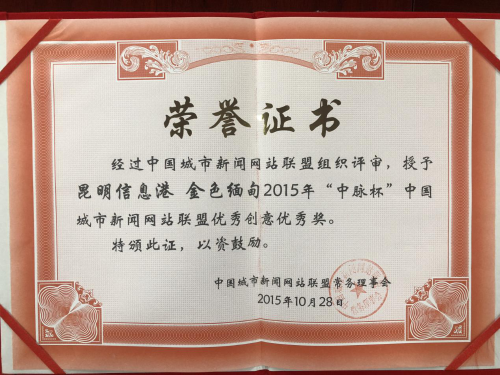 荣誉证书
经过中国城市新闻网站联盟组织评审，授予
昆明信息港 金色缅甸2015年“中脉杯”中国
城市新闻网站联盟优秀创意优秀奖。
特颁此证，以资鼓励。
中国城市新闻网站联盟常务理事会
2015年10月28日